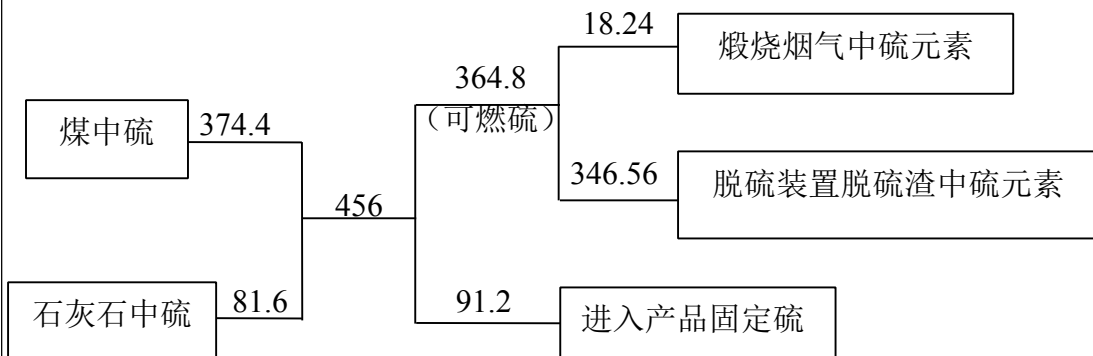 18.24
煅烧烟气中硫元素
364.8
（可燃硫）
煤中硫
374.4
346.56
脱硫装置脱硫渣中硫元素
456
石灰石中硫
81.6
91.2
进入产品固定硫